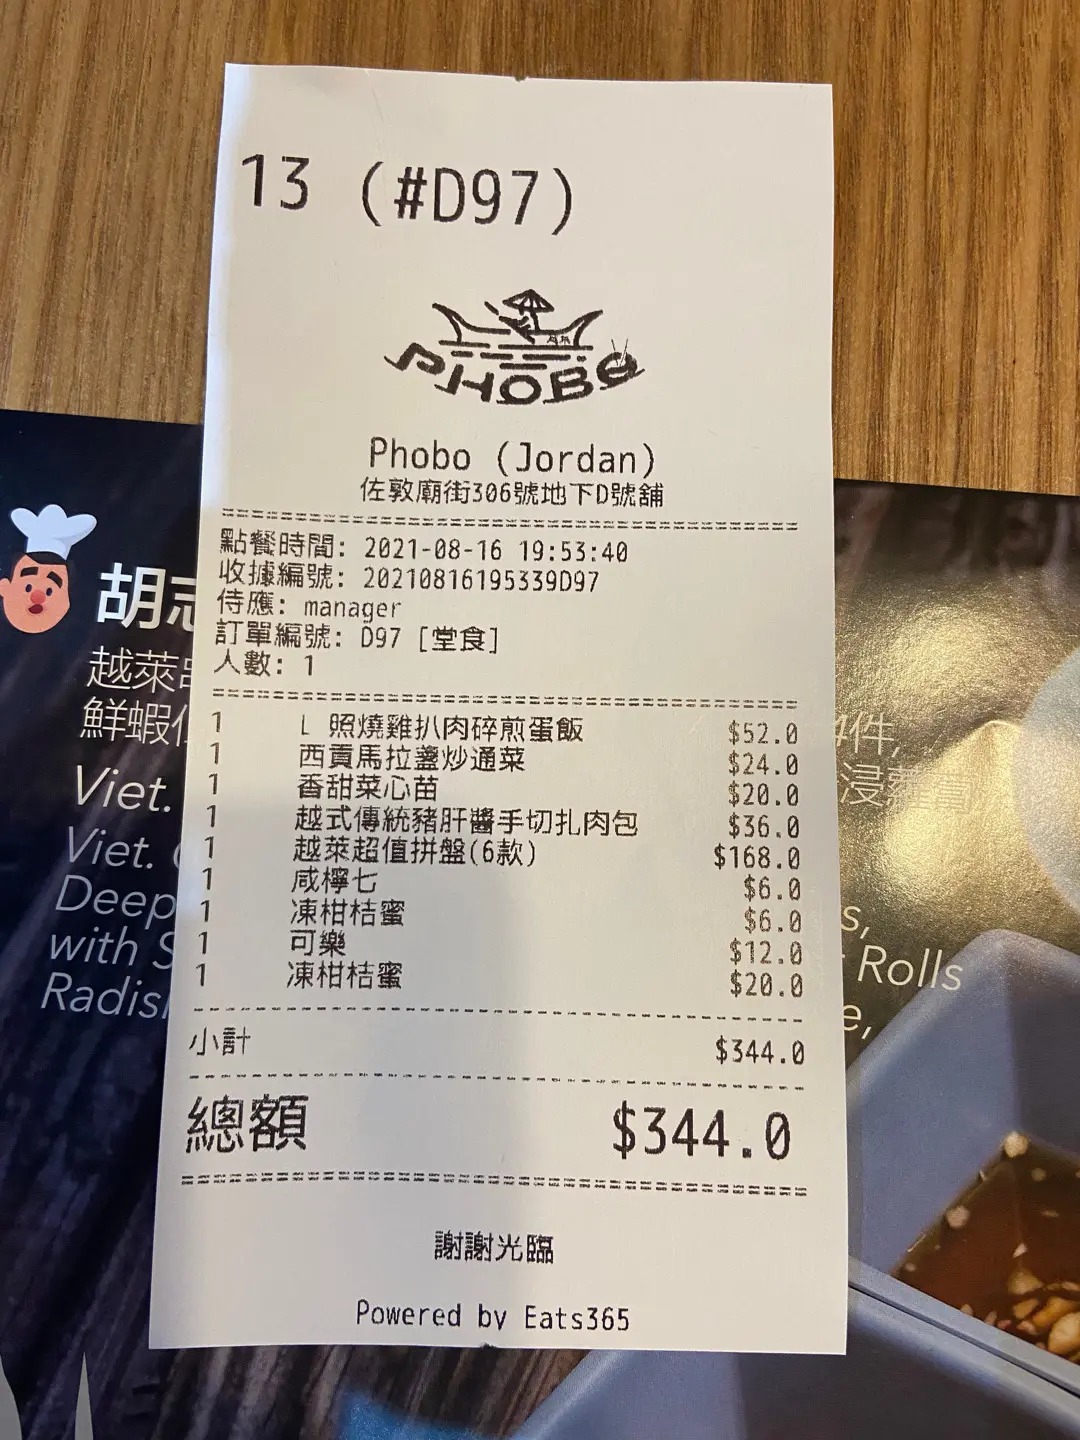 13 (#D97)
PHOBO
Phobo (Jordan)
佐敦廟街306號地下D號舖
點餐時間: 2021-08-16 19:53:40
收據編號: 20210816195339D97
侍應: manager
訂單編號: D97 [堂食]
人數: 1
1 L 照燒雞扒肉碎煎蛋飯 $52.0
1 西貢馬拉盞炒通菜 $24.0
1 香甜菜心苗 $20.0
1 越式傳統豬肝醬手切扎肉包 $36.0
1 越萊超值拼盤(6款) $168.0
1 咸檸七 $6.0
1 凍柑桔蜜 $6.0
1 可樂 $12.0
1 凍柑桔蜜 $20.0
小計 $344.0
總額 $344.0
謝謝光臨
Powered by Eats365
胡志
越萊
鮮蝦
Viet.
Viet.
Deep
with S
Radis
4件,
浸蘿蔔
s,
Rolls
e,